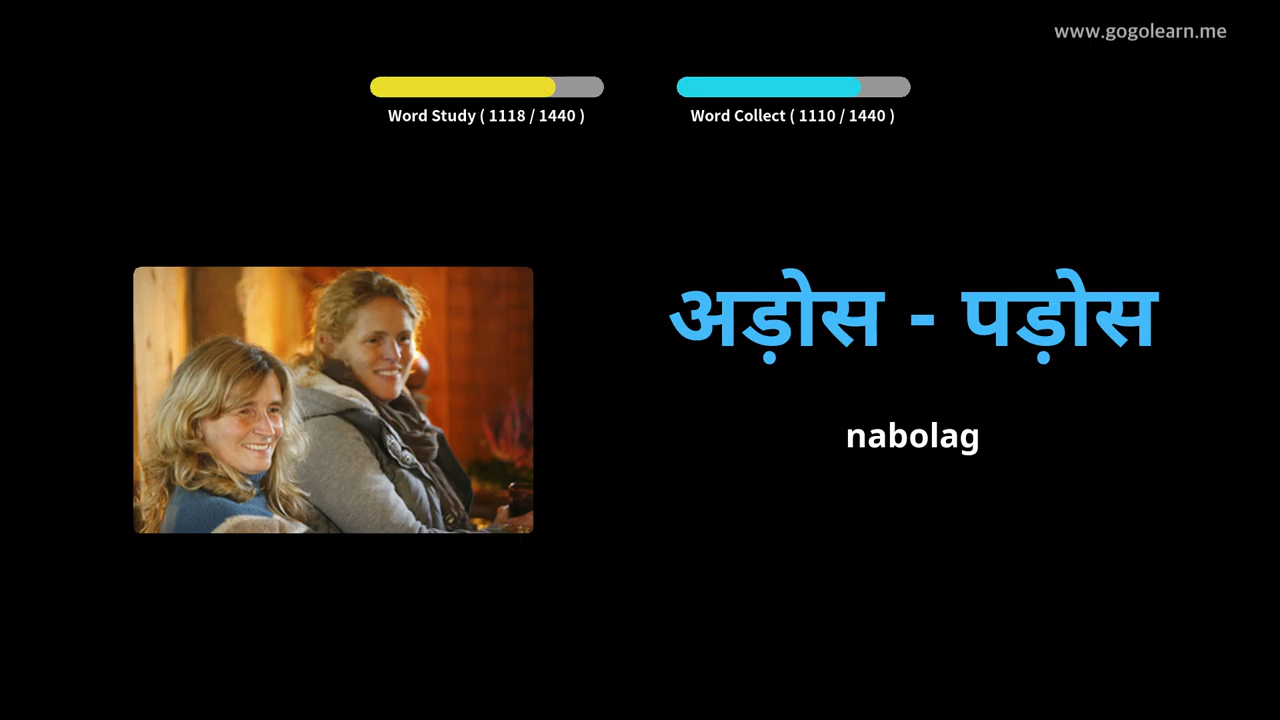 www.gogolearn.me
Word Study ( 1118 / 1440 )
Word Collect ( 1110 / 1440 )
अड़ोस - पड़ोस
nabolag